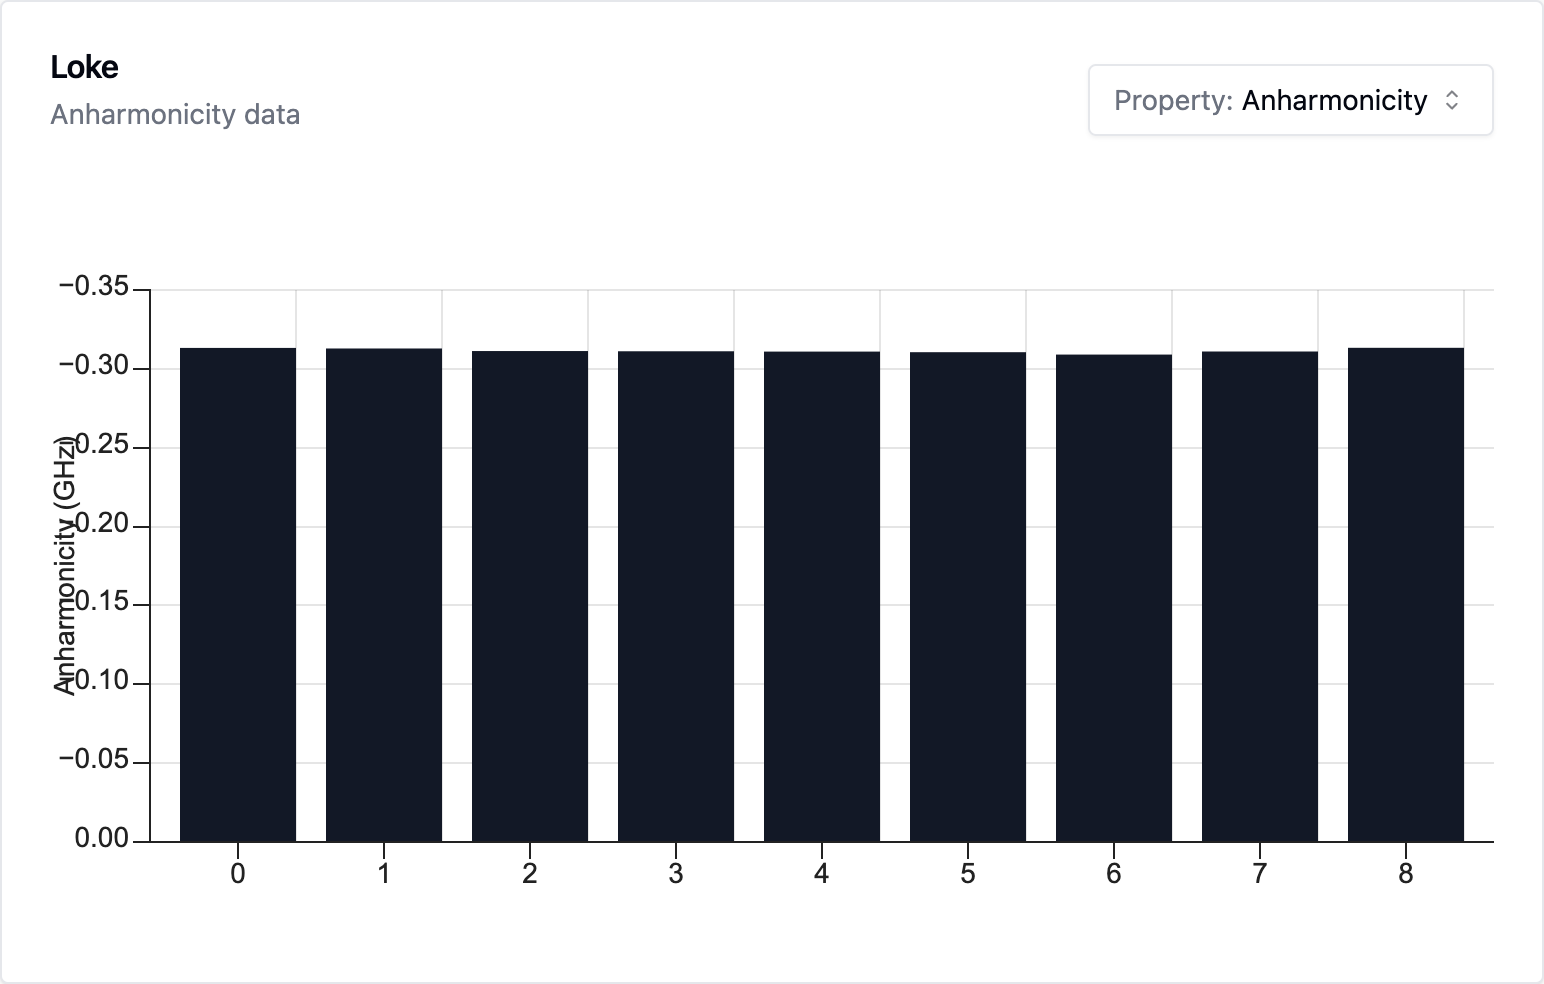 Loke
Anharmonicity data
Property: Anharmonicity
−0.35
−0.30
0.25
0.20
0.15
0.10
−0.05
0.00
Anharmonicity (GHz)
0 1 2 3 4 5 6 7 8